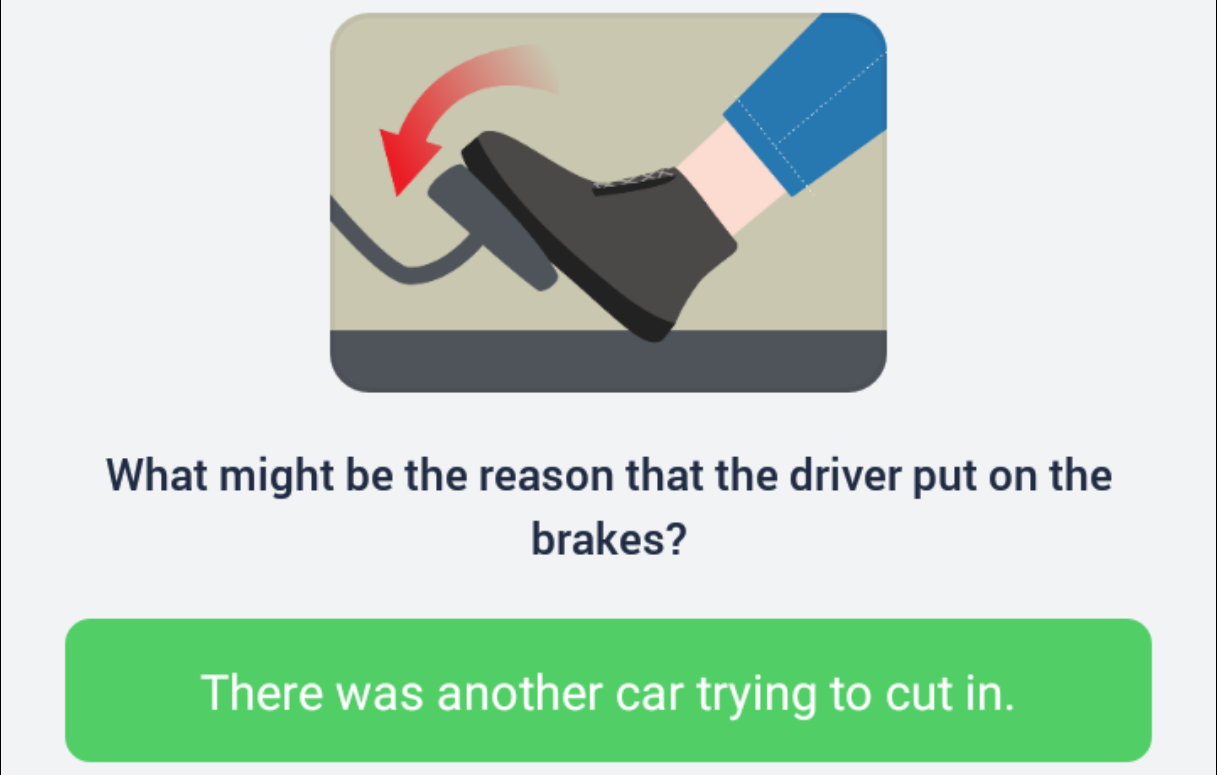 What might be the reason that the driver put on the
brakes?
There was another car trying to cut in.